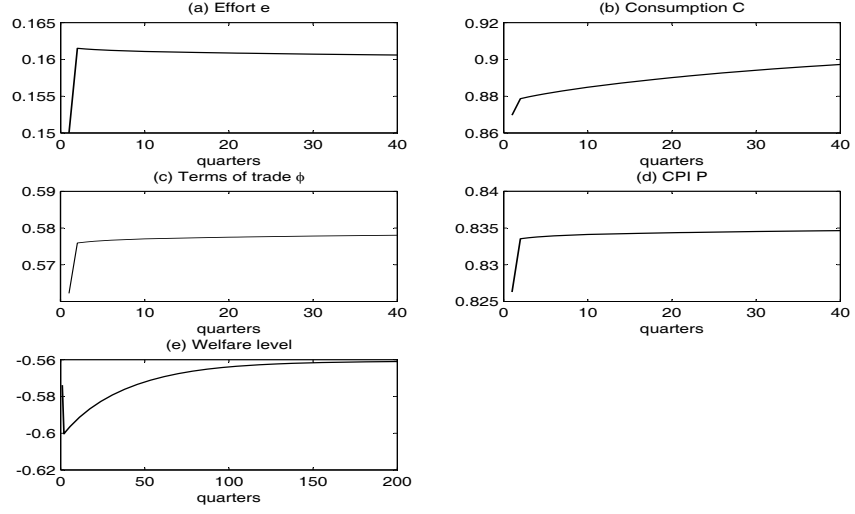 (a) Effort e
0.165
0.16
0.155
0.15
0 10 20 30 40
quarters
(b) Consumption C
0.92
0.9
0.88
0.86
0 10 20 30 40
quarters
(c) Terms of trade ϕ
0.59
0.58
0.57
0 10 20 30 40
quarters
(d) CPI P
0.84
0.835
0.83
0.825
0 10 20 30 40
quarters
(e) Welfare level
-0.56
-0.58
-0.6
-0.62
0 50 100 150 200
quarters